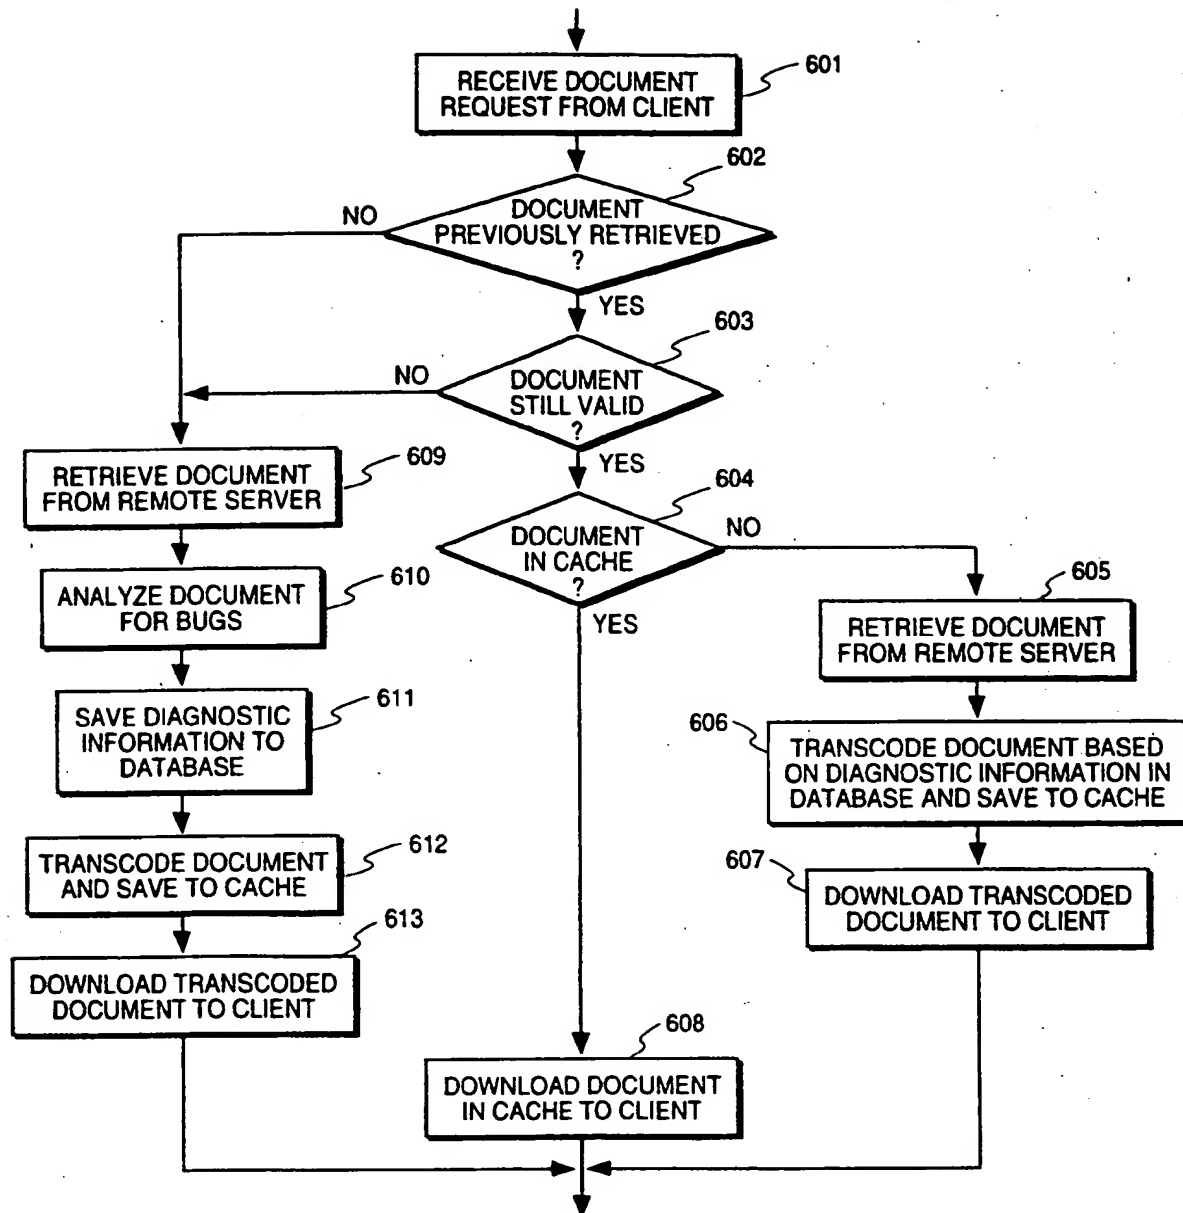 601
RECEIVE DOCUMENT
REQUEST FROM CLIENT
602
DOCUMENT
PREVIOUSLY RETRIEVED
?
NO
YES
603
DOCUMENT
STILL VALID
?
NO
YES
604
DOCUMENT
IN CACHE
?
NO
YES
609
RETRIEVE DOCUMENT
FROM REMOTE SERVER
610
ANALYZE DOCUMENT
FOR BUGS
611
SAVE DIAGNOSTIC
INFORMATION TO
DATABASE
612
TRANSCODE DOCUMENT
AND SAVE TO CACHE
613
DOWNLOAD TRANSCODED
DOCUMENT TO CLIENT
605
RETRIEVE DOCUMENT
FROM REMOTE SERVER
606
TRANSCODE DOCUMENT BASED
ON DIAGNOSTIC INFORMATION IN
DATABASE AND SAVE TO CACHE
607
DOWNLOAD TRANSCODED
DOCUMENT TO CLIENT
608
DOWNLOAD DOCUMENT
IN CACHE TO CLIENT